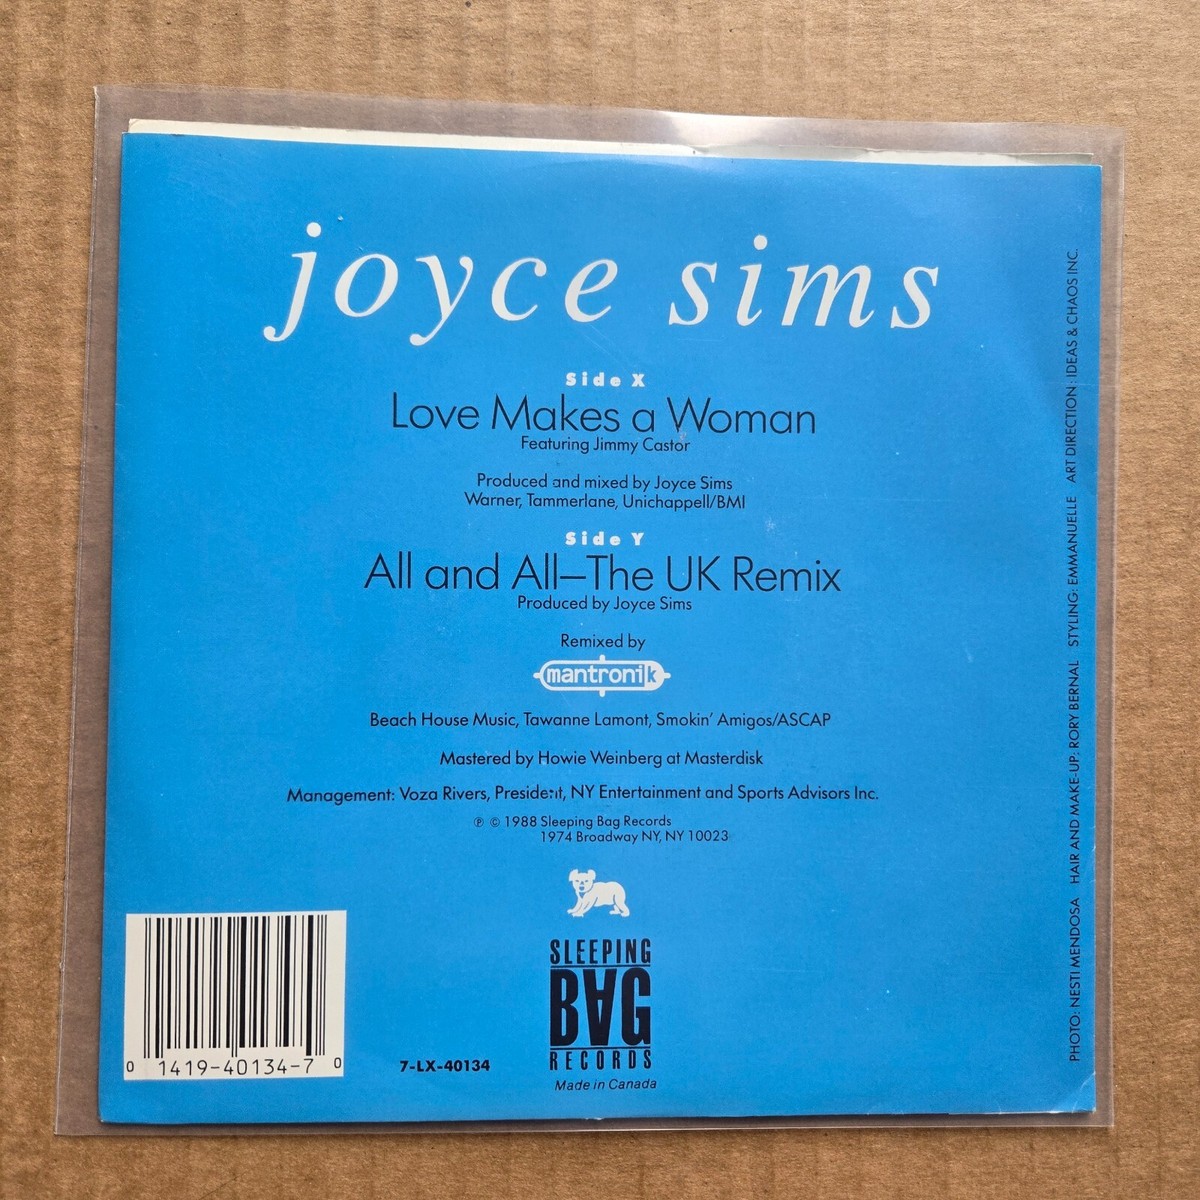 joyce sims
Side X
Love Makes a Woman
Featuring Jimmy Castor
Produced and mixed by Joyce Sims
Warner, Tammerlane, Unichappell/BMI
Side Y
All and All—The UK Remix
Produced by Joyce Sims
Remixed by
mantronik
Beach House Music, Tawanne Lamont, Smokin' Amigos/ASCAP
Mastered by Howie Weinberg at Masterdisk
Management: Voza Rivers, President, NY Entertainment and Sports Advisors Inc.
℗ © 1988 Sleeping Bag Records
1974 Broadway NY, NY 10023
SLEEPING
BAG
RECORDS
Made in Canada
7-LX-40134
0 1419-40134-7 0
PHOTO: NESTI MENDOSA HAIR AND MAKE-UP: RORY BERNAL STYLING: EMMANUELLE ART DIRECTION: IDEAS & CHAOS INC.